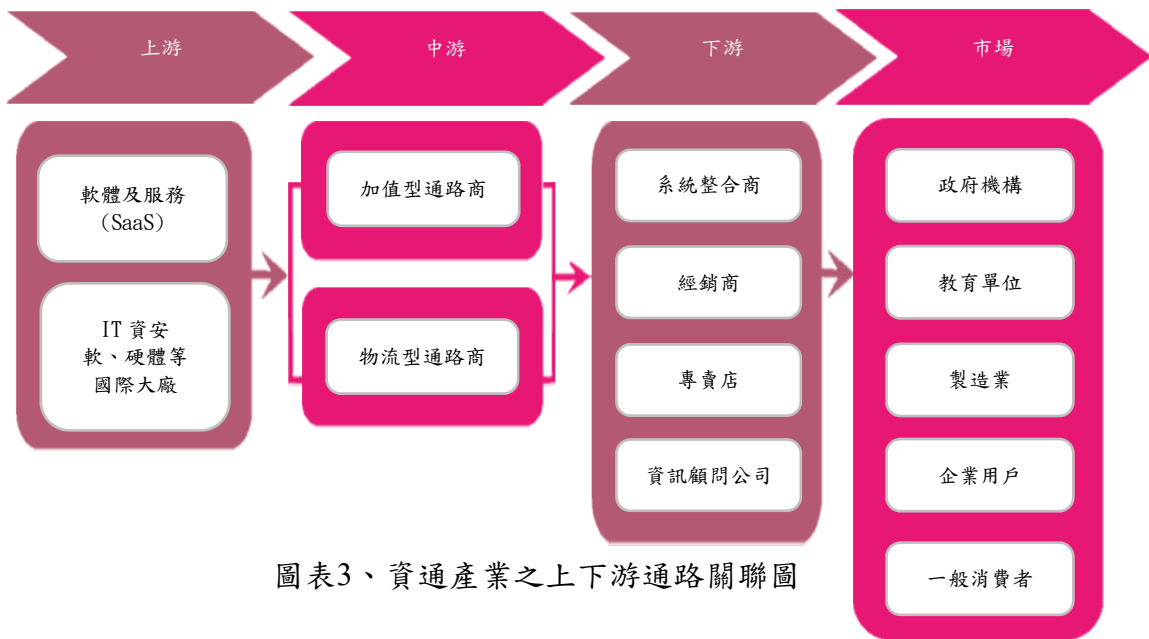 上游
中游
下游
市場
軟體及服務
（SaaS）
IT 資安
軟、硬體等
國際大廠
加值型通路商
物流型通路商
系統整合商
經銷商
專賣店
資訊顧問公司
政府機構
教育單位
製造業
企業用戶
一般消費者
圖表3、資通產業之上下游通路關聯圖